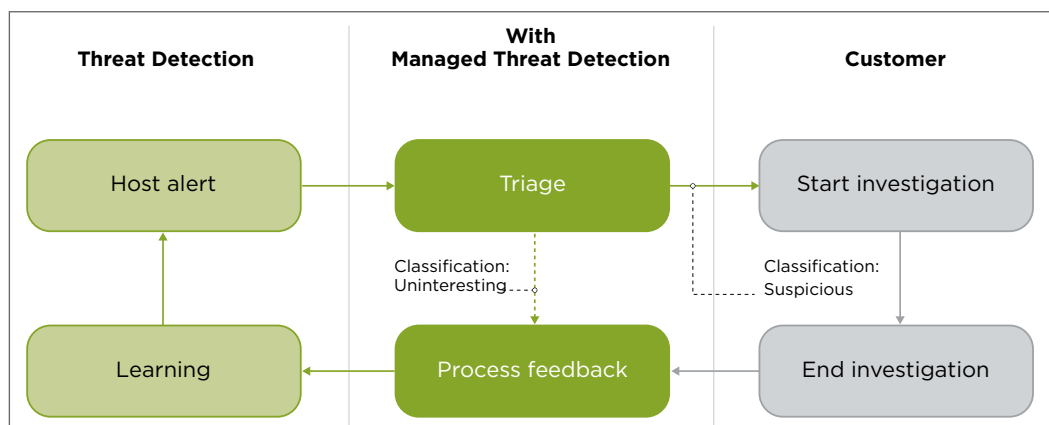 Threat Detection
With
Managed Threat Detection
Customer
Host alert
Triage
Start investigation
Classification:
Uninteresting
Classification:
Suspicious
Learning
Process feedback
End investigation